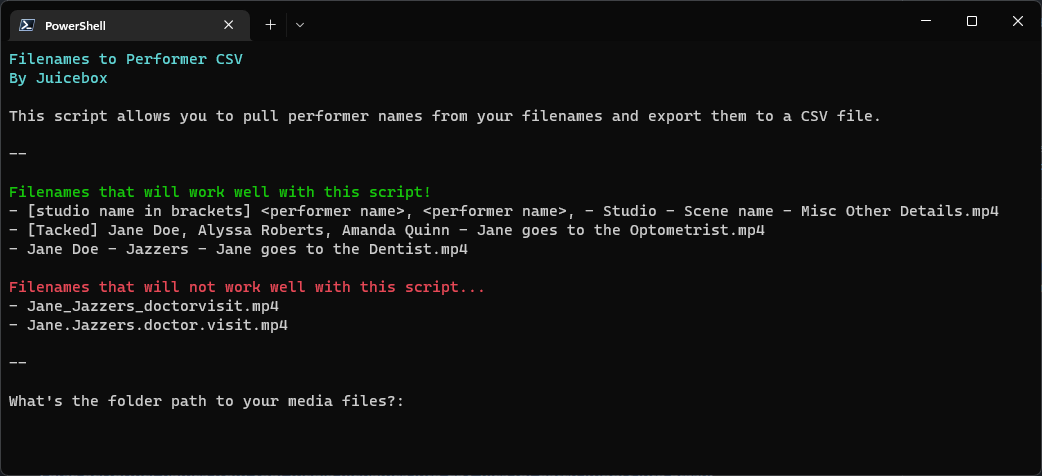 PowerShell
Filenames to Performer CSV
By Juicebox
This script allows you to pull performer names from your filenames and export them to a CSV file.
--
Filenames that will work well with this script!
- [studio name in brackets] <performer name>, <performer name>, - Studio - Scene name - Misc Other Details.mp4
- [Tacked] Jane Doe, Alyssa Roberts, Amanda Quinn - Jane goes to the Optometrist.mp4
- Jane Doe - Jazzers - Jane goes to the Dentist.mp4
Filenames that will not work well with this script...
- Jane_Jazzers_doctorvisit.mp4
- Jane.Jazzers.doctor.visit.mp4
--
What's the folder path to your media files?: